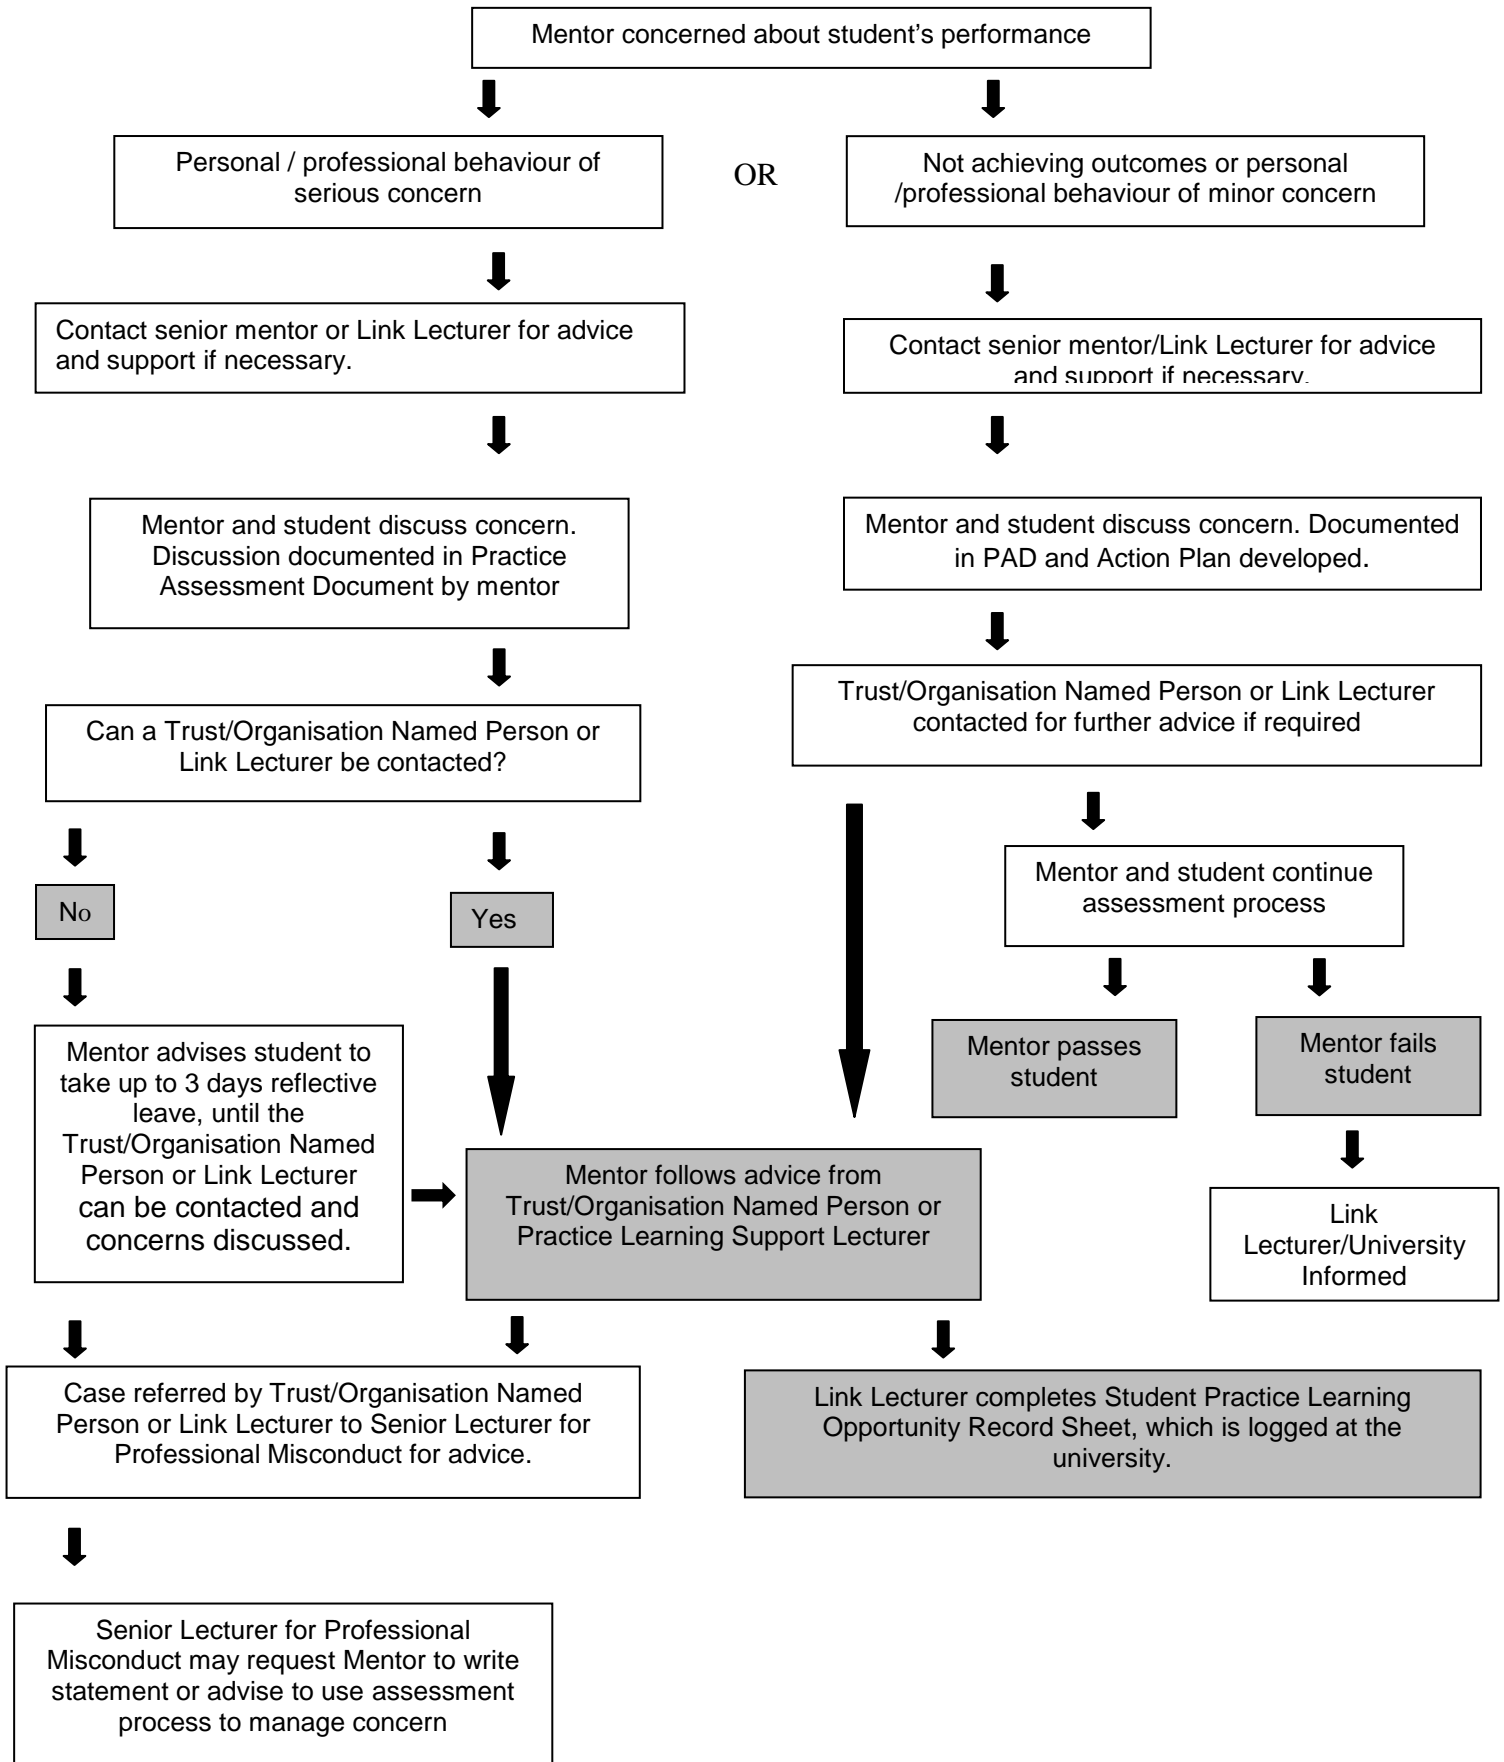 Mentor concerned about student's performance
Personal / professional behaviour of
serious concern
OR
Not achieving outcomes or personal
/professional behaviour of minor concern
Contact senior mentor or Link Lecturer for advice
and support if necessary.
Contact senior mentor/Link Lecturer for advice
and support if necessary.
Mentor and student discuss concern.
Discussion documented in Practice
Assessment Document by mentor
Mentor and student discuss concern. Documented
in PAD and Action Plan developed.
Can a Trust/Organisation Named Person or
Link Lecturer be contacted?
Trust/Organisation Named Person or Link Lecturer
contacted for further advice if required
No
Yes
Mentor and student continue
assessment process
Mentor passes
student
Mentor fails
student
Mentor advises student to
take up to 3 days reflective
leave, until the
Trust/Organisation Named
Person or Link Lecturer
can be contacted and
concerns discussed.
Mentor follows advice from
Trust/Organisation Named Person or
Practice Learning Support Lecturer
Link
Lecturer/University
Informed
Case referred by Trust/Organisation Named
Person or Link Lecturer to Senior Lecturer for
Professional Misconduct for advice.
Link Lecturer completes Student Practice Learning
Opportunity Record Sheet, which is logged at the
university.
Senior Lecturer for Professional
Misconduct may request Mentor to write
statement or advise to use assessment
process to manage concern